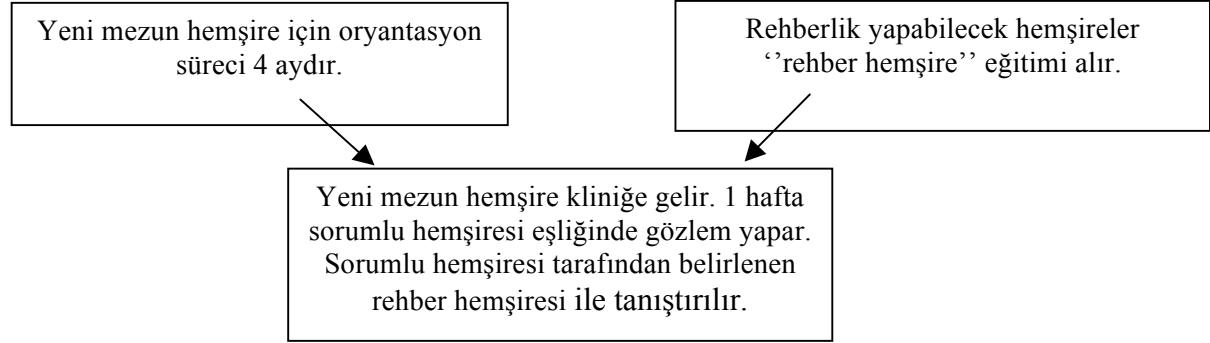 Yeni mezun hemşire için oryantasyon
süreci 4 aydır.
Rehberlik yapabilecek hemşireler
‘’rehber hemşire’’ eğitimi alır.
Yeni mezun hemşire kliniğe gelir. 1 hafta
sorumlu hemşiresi eşliğinde gözlem yapar.
Sorumlu hemşiresi tarafından belirlenen
rehber hemşiresi ile tanıştırılır.